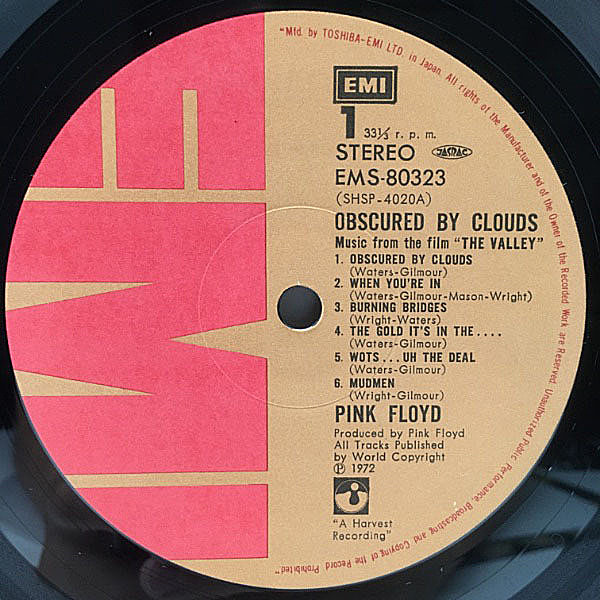 "Mfd. by TOSHIBA-EMI LTD. in Japan. All rights of the Manufacturer and of the Owner of the Recorded Work are Reserved. Unauthorized Public Performance, Broadcasting and Copying of the Recording Prohibited"
EMI
EMI
1
33⅓ r. p. m.
STEREO JASRAC
EMS-80323
(SHSP-4020A)
OBSCURED BY CLOUDS
Music from the film "THE VALLEY"
1. OBSCURED BY CLOUDS
(Waters-Gilmour)
2. WHEN YOU'RE IN
(Waters-Gilmour-Mason-Wright)
3. BURNING BRIDGES
(Wright-Waters)
4. THE GOLD IT'S IN THE....
(Waters-Gilmour)
5. WOTS...UH THE DEAL
(Waters-Gilmour)
6. MUDMEN
(Wright-Gilmour)
PINK FLOYD
Produced by Pink Floyd
All Tracks Published
by World Copyright
℗ 1972
"A Harvest
Recording"